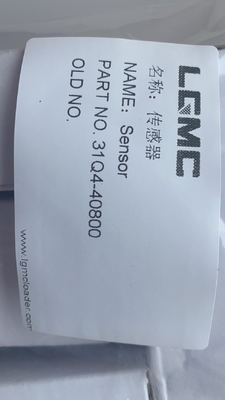 LGMC
名称：传感器
NAME: Sensor
PART NO. 31Q4-40800
OLD NO.
www.lgmcloader.com